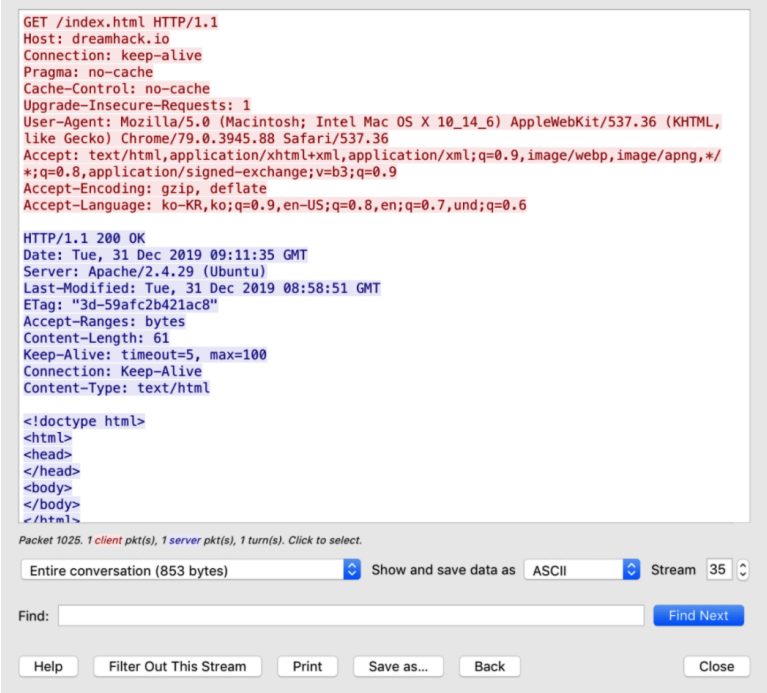 GET /index.html HTTP/1.1
Host: dreamhack.io
Connection: keep-alive
Pragma: no-cache
Cache-Control: no-cache
Upgrade-Insecure-Requests: 1
User-Agent: Mozilla/5.0 (Macintosh; Intel Mac OS X 10_14_6) AppleWebKit/537.36 (KHTML,
like Gecko) Chrome/79.0.3945.88 Safari/537.36
Accept: text/html,application/xhtml+xml,application/xml;q=0.9,image/webp,image/apng,*/
*;q=0.8,application/signed-exchange;v=b3;q=0.9
Accept-Encoding: gzip, deflate
Accept-Language: ko-KR,ko;q=0.9,en-US;q=0.8,en;q=0.7,und;q=0.6
HTTP/1.1 200 OK
Date: Tue, 31 Dec 2019 09:11:35 GMT
Server: Apache/2.4.29 (Ubuntu)
Last-Modified: Tue, 31 Dec 2019 08:58:51 GMT
ETag: "3d-59afc2b421ac8"
Accept-Ranges: bytes
Content-Length: 61
Keep-Alive: timeout=5, max=100
Connection: Keep-Alive
Content-Type: text/html
<!doctype html>
<html>
<head>
</head>
<body>
</body>
</html>
Packet 1025. 1 client pkt(s), 1 server pkt(s), 1 turn(s). Click to select.
Entire conversation (853 bytes) Show and save data as ASCII Stream 35
Find: Find Next
Help Filter Out This Stream Print Save as... Back Close